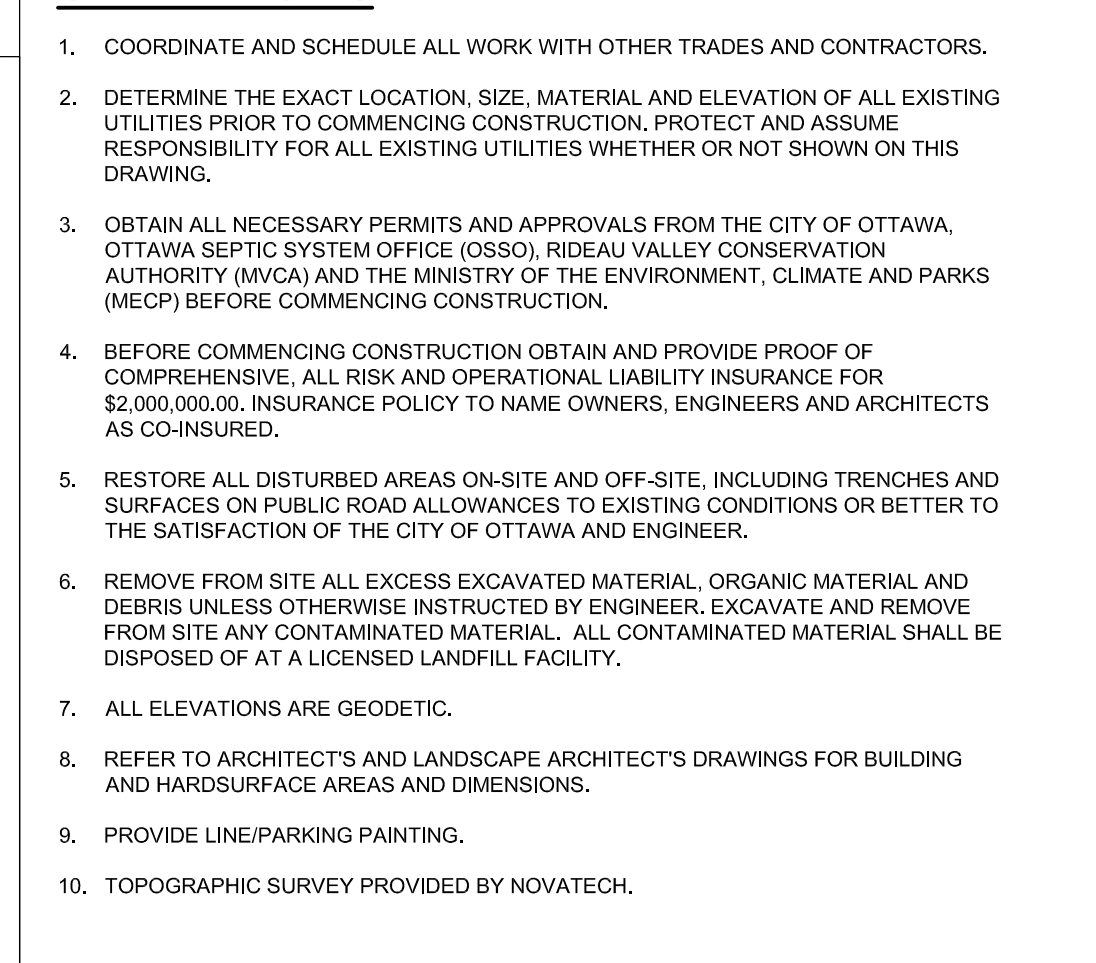 1. COORDINATE AND SCHEDULE ALL WORK WITH OTHER TRADES AND CONTRACTORS.
2. DETERMINE THE EXACT LOCATION, SIZE, MATERIAL AND ELEVATION OF ALL EXISTING
UTILITIES PRIOR TO COMMENCING CONSTRUCTION. PROTECT AND ASSUME
RESPONSIBILITY FOR ALL EXISTING UTILITIES WHETHER OR NOT SHOWN ON THIS
DRAWING.
3. OBTAIN ALL NECESSARY PERMITS AND APPROVALS FROM THE CITY OF OTTAWA,
OTTAWA SEPTIC SYSTEM OFFICE (OSSO), RIDEAU VALLEY CONSERVATION
AUTHORITY (MVCA) AND THE MINISTRY OF THE ENVIRONMENT, CLIMATE AND PARKS
(MECP) BEFORE COMMENCING CONSTRUCTION.
4. BEFORE COMMENCING CONSTRUCTION OBTAIN AND PROVIDE PROOF OF
COMPREHENSIVE, ALL RISK AND OPERATIONAL LIABILITY INSURANCE FOR
$2,000,000.00. INSURANCE POLICY TO NAME OWNERS, ENGINEERS AND ARCHITECTS
AS CO-INSURED.
5. RESTORE ALL DISTURBED AREAS ON-SITE AND OFF-SITE, INCLUDING TRENCHES AND
SURFACES ON PUBLIC ROAD ALLOWANCES TO EXISTING CONDITIONS OR BETTER TO
THE SATISFACTION OF THE CITY OF OTTAWA AND ENGINEER.
6. REMOVE FROM SITE ALL EXCESS EXCAVATED MATERIAL, ORGANIC MATERIAL AND
DEBRIS UNLESS OTHERWISE INSTRUCTED BY ENGINEER. EXCAVATE AND REMOVE
FROM SITE ANY CONTAMINATED MATERIAL. ALL CONTAMINATED MATERIAL SHALL BE
DISPOSED OF AT A LICENSED LANDFILL FACILITY.
7. ALL ELEVATIONS ARE GEODETIC.
8. REFER TO ARCHITECT'S AND LANDSCAPE ARCHITECT'S DRAWINGS FOR BUILDING
AND HARDSURFACE AREAS AND DIMENSIONS.
9. PROVIDE LINE/PARKING PAINTING.
10. TOPOGRAPHIC SURVEY PROVIDED BY NOVATECH.